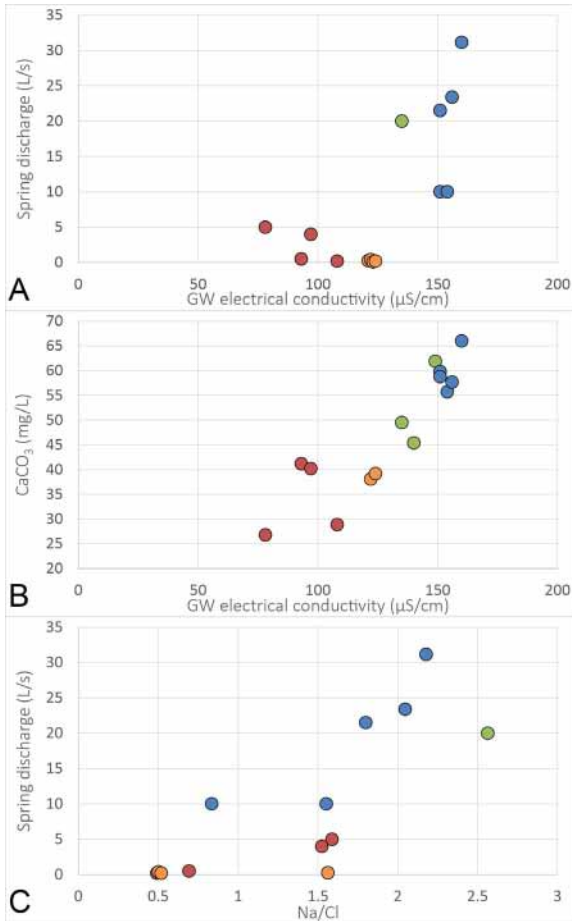 35
30
25
20
15
10
5
0
Spring discharge (L/s)
0 50 100 150 200
GW electrical conductivity (µS/cm)
A
70
65
60
55
50
45
40
35
30
25
20
CaCO₃ (mg/L)
0 50 100 150 200
GW electrical conductivity (µS/cm)
B
35
30
25
20
15
10
5
0
Spring discharge (L/s)
0 0.5 1 1.5 2 2.5 3
Na/Cl
C